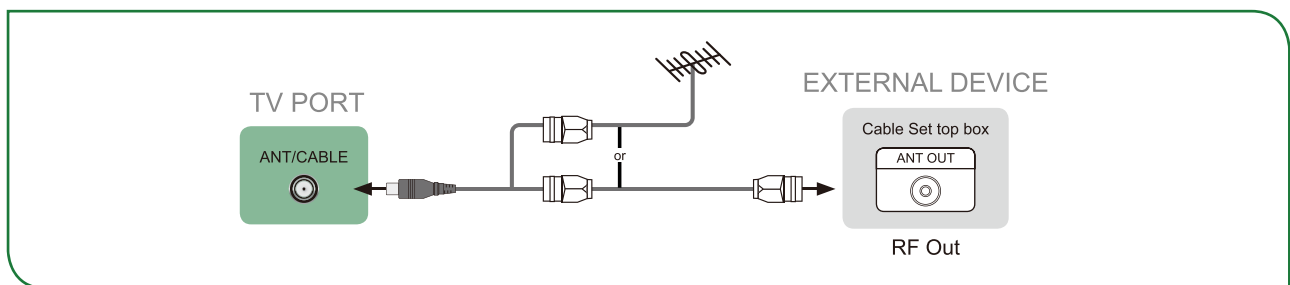 TV PORT
ANT/CABLE
or
EXTERNAL DEVICE
Cable Set top box
ANT OUT
RF Out